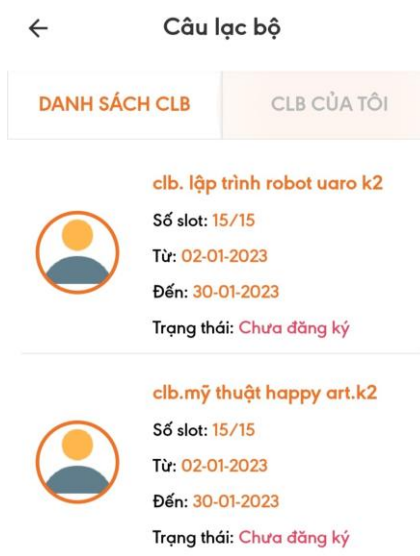 Câu lạc bộ
DANH SÁCH CLB
CLB CỦA TÔI
clb. lập trình robot uaro k2
Số slot: 15/15
Từ: 02-01-2023
Đến: 30-01-2023
Trạng thái: Chưa đăng ký
clb.mỹ thuật happy art.k2
Số slot: 15/15
Từ: 02-01-2023
Đến: 30-01-2023
Trạng thái: Chưa đăng ký